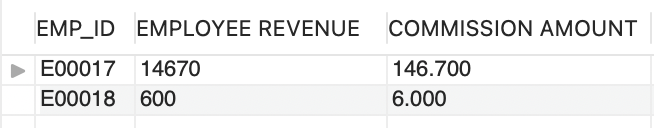 EMP_ID EMPLOYEE REVENUE COMMISSION AMOUNT
E00017 14670 146.700
E00018 600 6.000